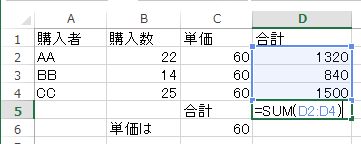 A B C D
1 購入者 購入数 単価 合計
2 AA 22 60 1320
3 BB 14 60 840
4 CC 25 60 1500
5 合計 =SUM(D2:D4)
6 単価は 60